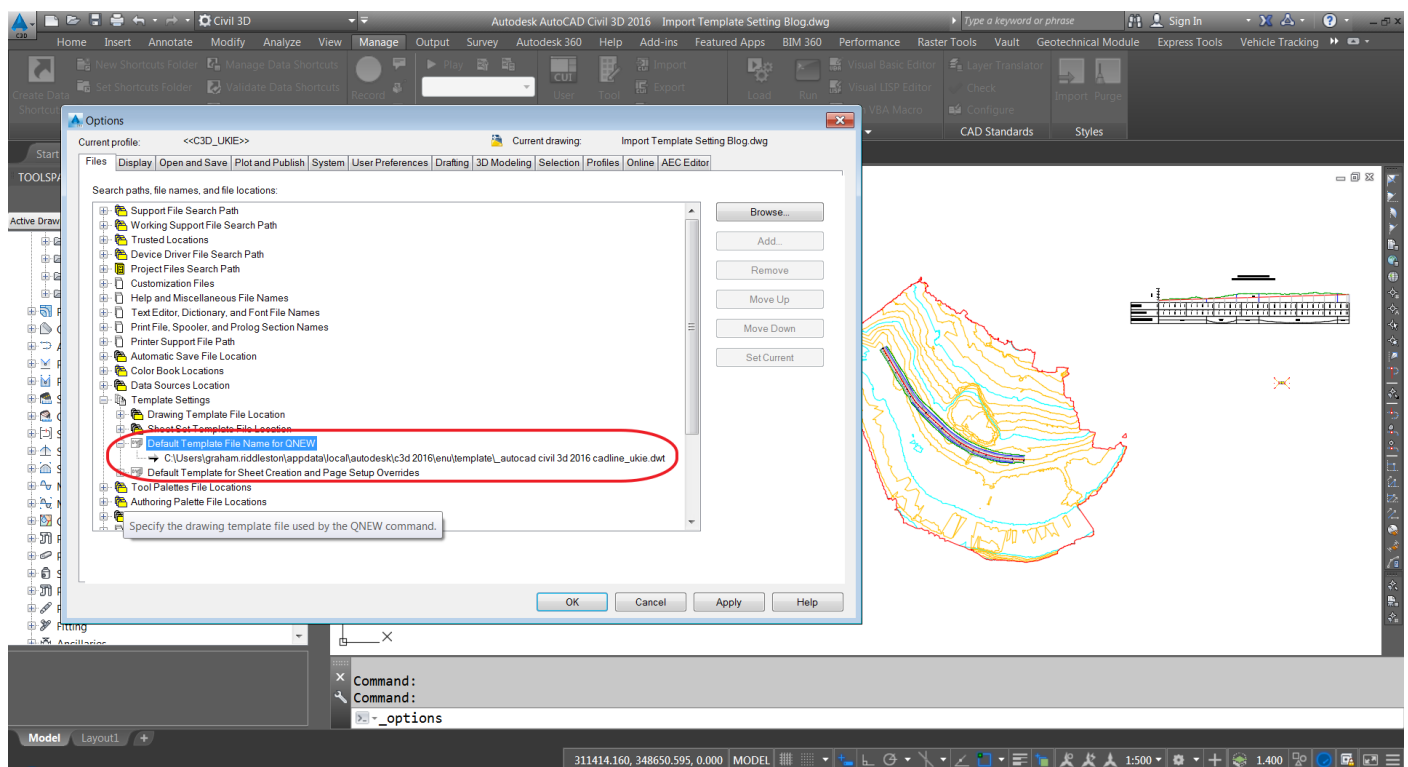 Civil 3D
Autodesk AutoCAD Civil 3D 2016 Import Template Setting Blog.dwg
Type a keyword or phrase
Sign In
C3D
Home Insert Annotate Modify Analyze View Manage Output Survey Autodesk 360 Help Add-ins Featured Apps BIM 360 Performance Raster Tools Vault Geotechnical Module Express Tools Vehicle Tracking
New Shortcuts Folder Manage Data Shortcuts Play Import Visual Basic Editor Layer Translator
Create Data Set Shortcuts Folder Validate Data Shortcuts Record CUI User Tool Export Load Run Visual LISP Editor Check Import Purge
VBA Macro Configure
CAD Standards Styles
Options
Current profile: <<C3D_UKIE>> Current drawing: Import Template Setting Blog.dwg
Start
Files Display Open and Save Plot and Publish System User Preferences Drafting 3D Modeling Selection Profiles Online AEC Editor
TOOLSPA
Search paths, file names, and file locations:
Active Draw
Support File Search Path
Working Support File Search Path
Trusted Locations
Device Driver File Search Path
Project Files Search Path
Customization Files
Help and Miscellaneous File Names
Text Editor, Dictionary, and Font File Names
Print File, Spooler, and Prolog Section Names
Printer Support File Path
Automatic Save File Location
Color Book Locations
Data Sources Location
Template Settings
Drawing Template File Location
Sheet Set Template File Location
Default Template File Name for QNEW
C:\Users\graham.riddleston\appdata\local\autodesk\c3d 2016\enu\template\_autocad civil 3d 2016 cadline_ukie.dwt
Default Template for Sheet Creation and Page Setup Overrides
Tool Palettes File Locations
Authoring Palette File Locations
Specify the drawing template file used by the QNEW command.
Browse...
Add...
Remove
Move Up
Move Down
Set Current
OK Cancel Apply Help
Fitting
Ancillaries
X
Command:
Command:
_options
Model Layout1 +
311414.160, 348650.595, 0.000 MODEL 1:500 1.400